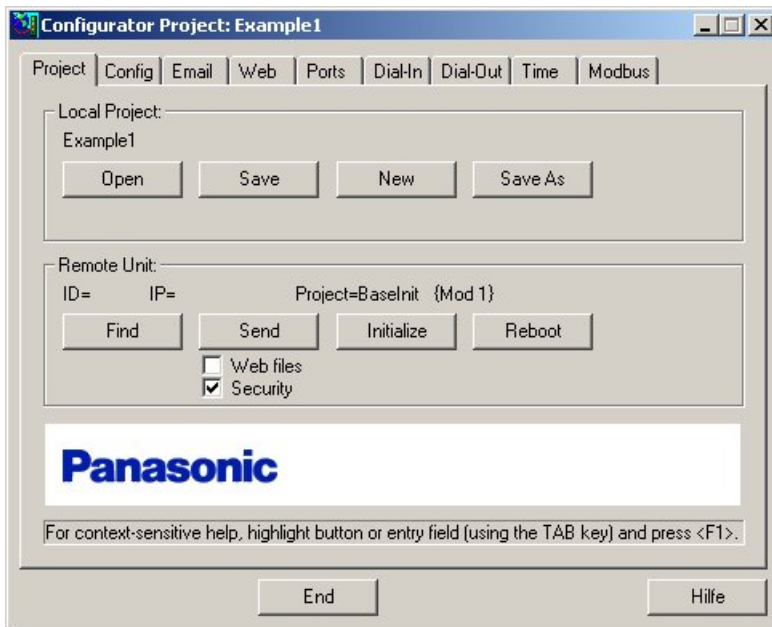 Configurator Project: Example1
Project Config Email Web Ports Dial-In Dial-Out Time Modbus
Local Project:
Example1
Open Save New Save As
Remote Unit:
ID= IP= Project=BaseInit {Mod 1}
Find Send Initialize Reboot
Web files
Security
Panasonic
For context-sensitive help, highlight button or entry field (using the TAB key) and press <F1>.
End Hilfe